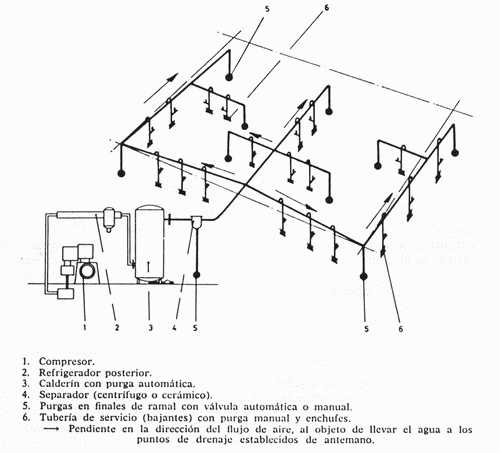 5
6
1
2
3
4
5
5
6
1. Compresor.
2. Refrigerador posterior.
3. Calderín con purga automática.
4. Separador (centrífugo o cerámico).
5. Purgas en finales de ramal con válvula automática o manual.
6. Tubería de servicio (bajantes) con purga manual y enchufes.
→ Pendiente en la dirección del flujo de aire, al objeto de llevar el agua a los
puntos de drenaje establecidos de antemano.